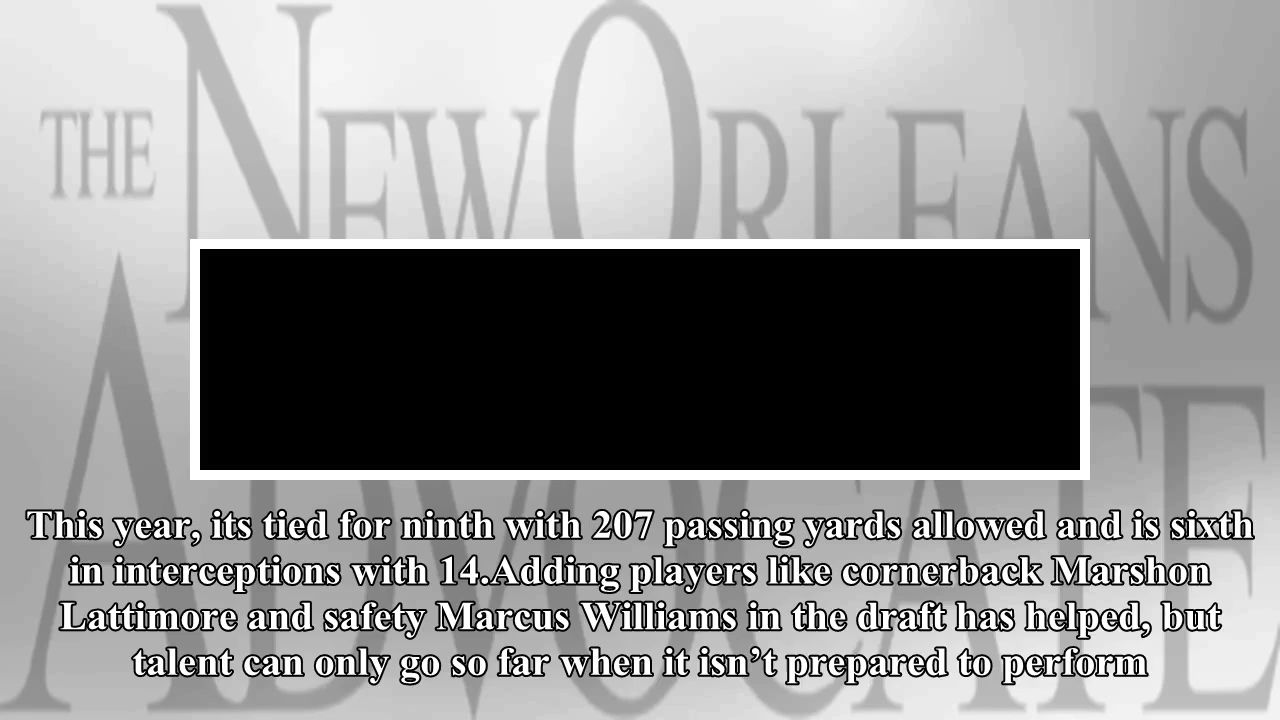 THE NEW ORLEANS
ADVOCATE
This year, its tied for ninth with 207 passing yards allowed and is sixth
in interceptions with 14.Adding players like cornerback Marshon
Lattimore and safety Marcus Williams in the draft has helped, but
talent can only go so far when it isn’t prepared to perform